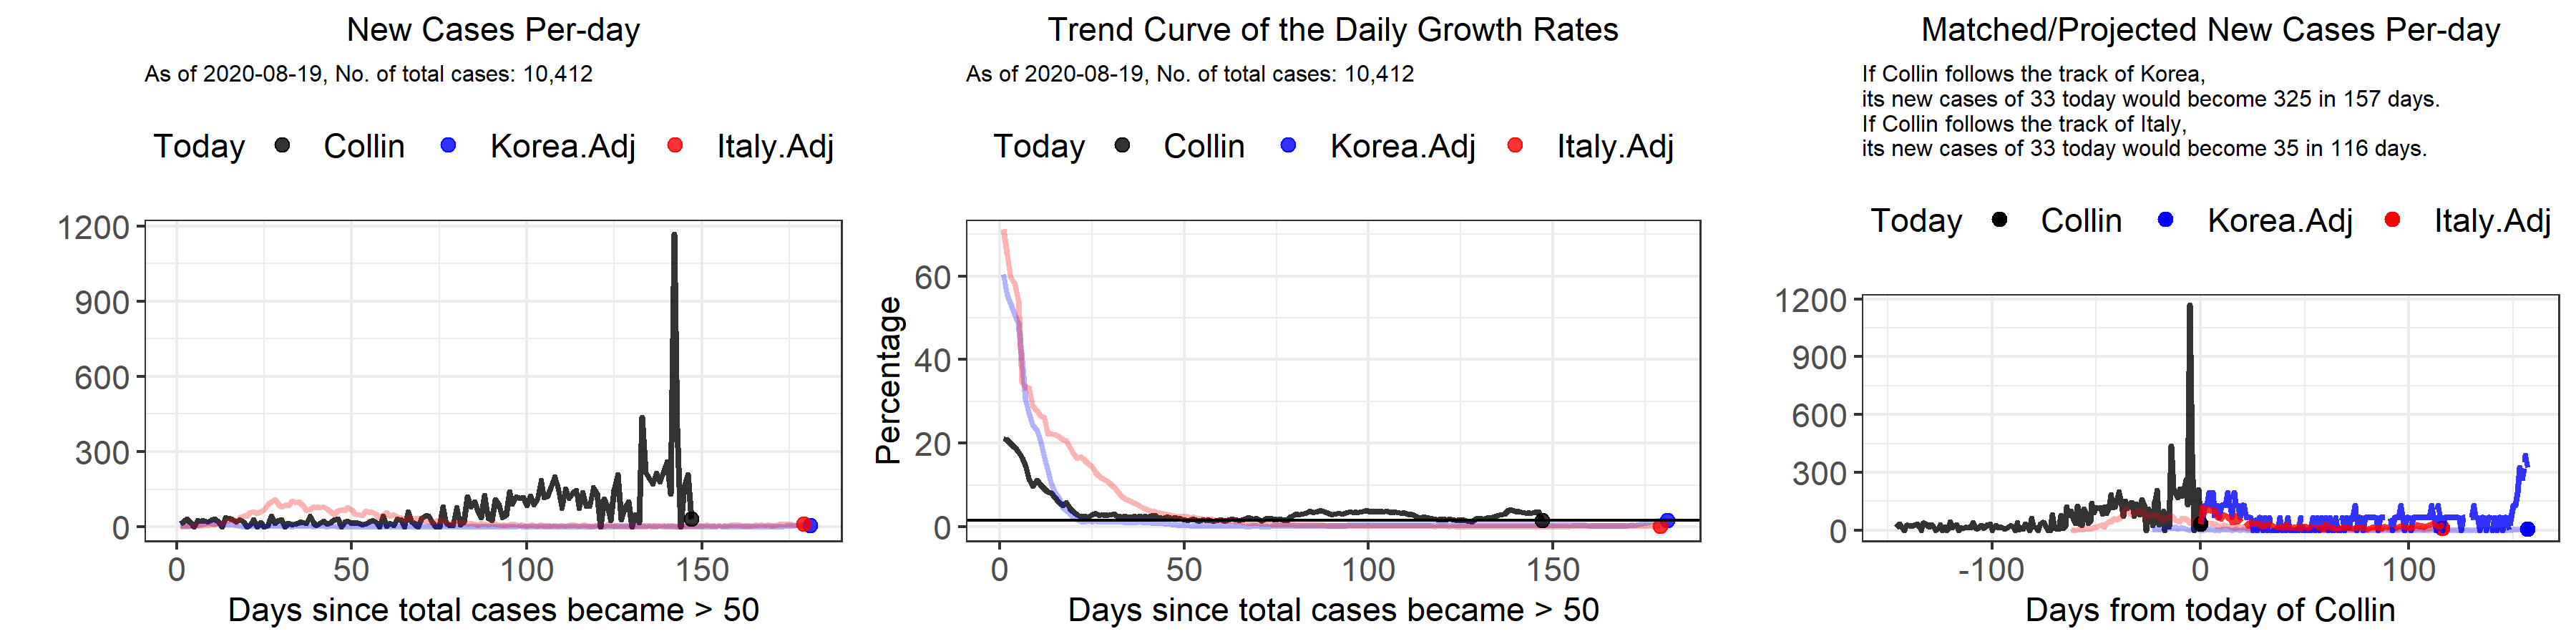 New Cases Per-day
As of 2020-08-19, No. of total cases: 10,412
Today Collin Korea.Adj Italy.Adj
1200
900
600
300
0
0 50 100 150
Days since total cases became > 50
Trend Curve of the Daily Growth Rates
As of 2020-08-19, No. of total cases: 10,412
Today Collin Korea.Adj Italy.Adj
Percentage
60
40
20
0
0 50 100 150
Days since total cases became > 50
Matched/Projected New Cases Per-day
If Collin follows the track of Korea,
its new cases of 33 today would become 325 in 157 days.
If Collin follows the track of Italy,
its new cases of 33 today would become 35 in 116 days.
Today Collin Korea.Adj Italy.Adj
1200
900
600
300
0
-100 0 100
Days from today of Collin